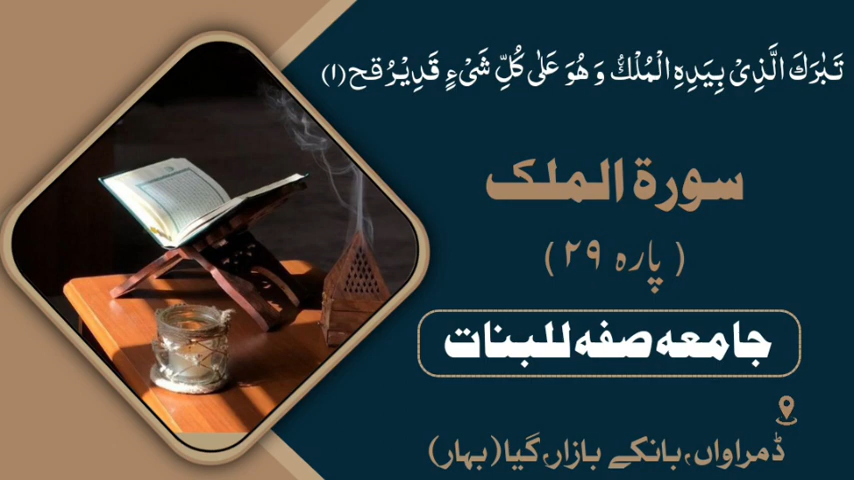 تَبٰرَكَ الَّذِیْ بِیَدِهِ الْمُلْكُ٘ وَ هُوَ عَلٰى كُلِّ شَیْءٍ قَدِیْرُ قح (۱)
سورۃ الملک
(پارہ ۲۹)
جامعہ صفہ للبنات
ڈمراواں، بانکے بازار، گیا (بہار)